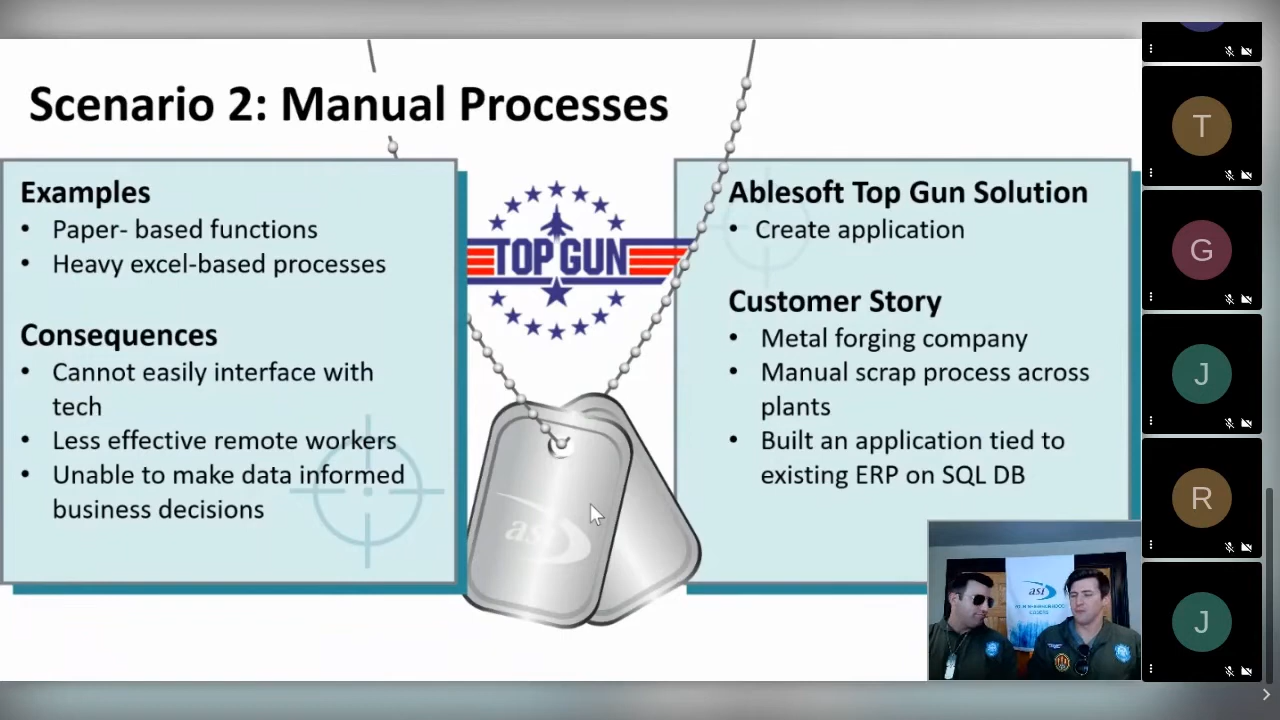 Scenario 2: Manual Processes
Examples
• Paper- based functions
• Heavy excel-based processes
Consequences
• Cannot easily interface with
tech
• Less effective remote workers
• Unable to make data informed
business decisions
TOP GUN
asi
Ablesoft Top Gun Solution
• Create application
Customer Story
• Metal forging company
• Manual scrap process across
plants
• Built an application tied to
existing ERP on SQL DB
asi
T
G
J
R
J